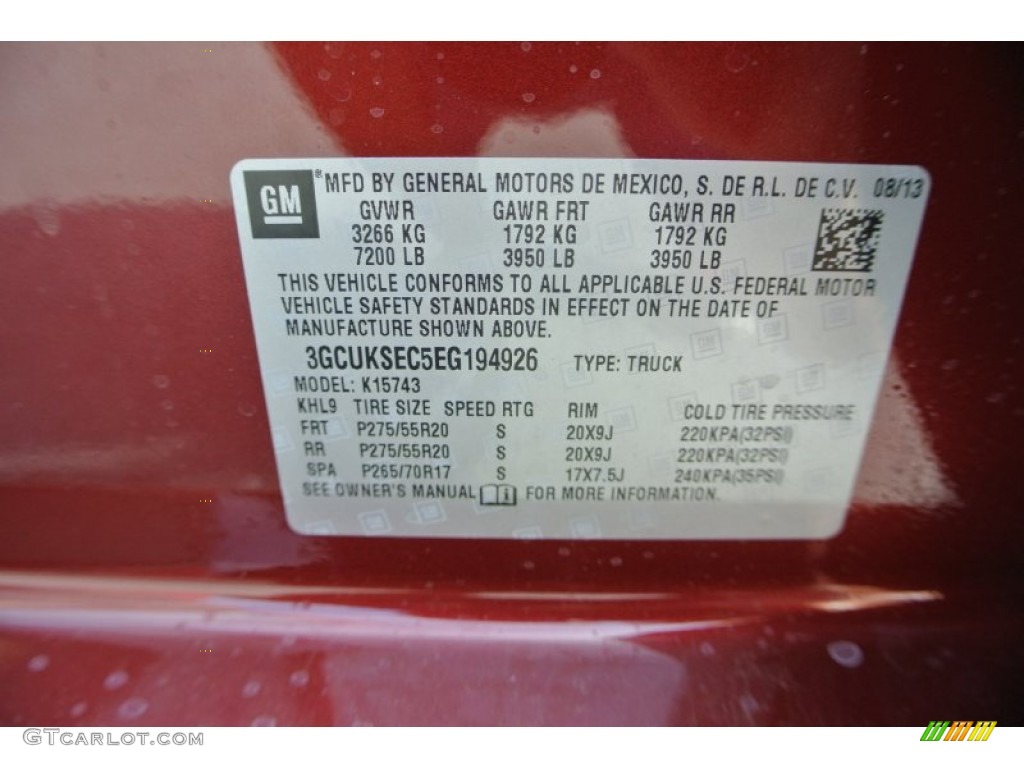 GM ® MFD BY GENERAL MOTORS DE MEXICO, S. DE R.L. DE C.V. 08/13
GVWR GAWR FRT GAWR RR
3266 KG 1792 KG 1792 KG
7200 LB 3950 LB 3950 LB
THIS VEHICLE CONFORMS TO ALL APPLICABLE U.S. FEDERAL MOTOR
VEHICLE SAFETY STANDARDS IN EFFECT ON THE DATE OF
MANUFACTURE SHOWN ABOVE.
3GCUKSEC5EG194926 TYPE: TRUCK
MODEL: K15743
KHL9 TIRE SIZE SPEED RTG RIM COLD TIRE PRESSURE
FRT P275/55R20 S 20X9J 220KPA(32PSI)
RR P275/55R20 S 20X9J 220KPA(32PSI)
SPA P265/70R17 S 17X7.5J 240KPA(35PSI)
SEE OWNER'S MANUAL FOR MORE INFORMATION.
GTCarLot.com